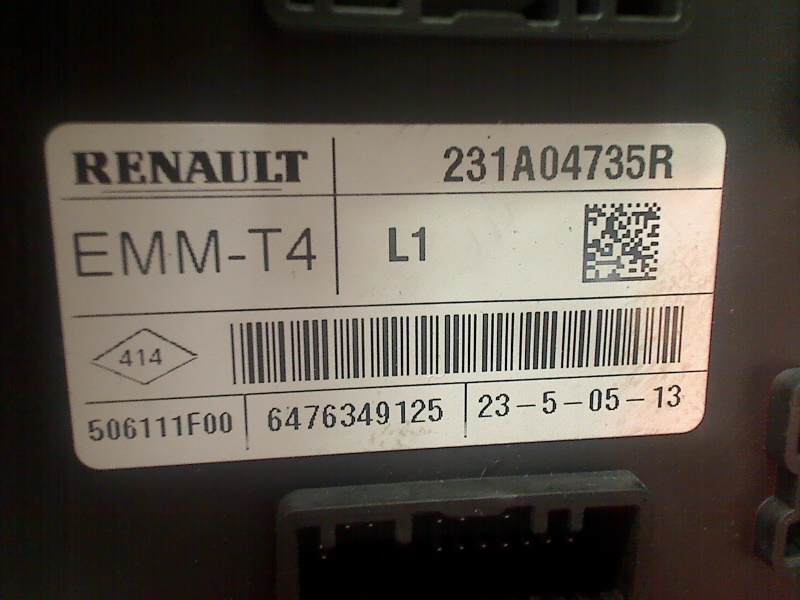 RENAULT 231A04735R
EMM-T4 L1
414
506111F00 6476349125 23-5-05-13